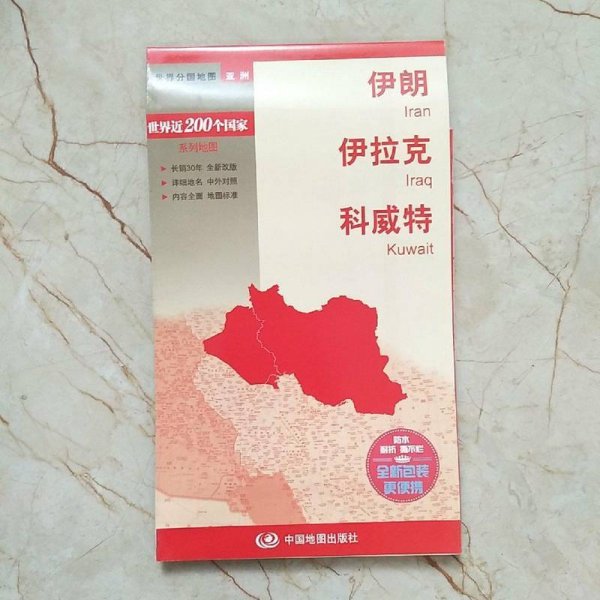 世界分国地图 亚洲
世界近200个国家
系列地图
▶ 长销30年 全新改版
▶ 详细地名 中外对照
▶ 内容全面 地图标准
伊朗
Iran
伊拉克
Iraq
科威特
Kuwait
防水
耐折 撕不烂
全新包装
更便携
中国地图出版社